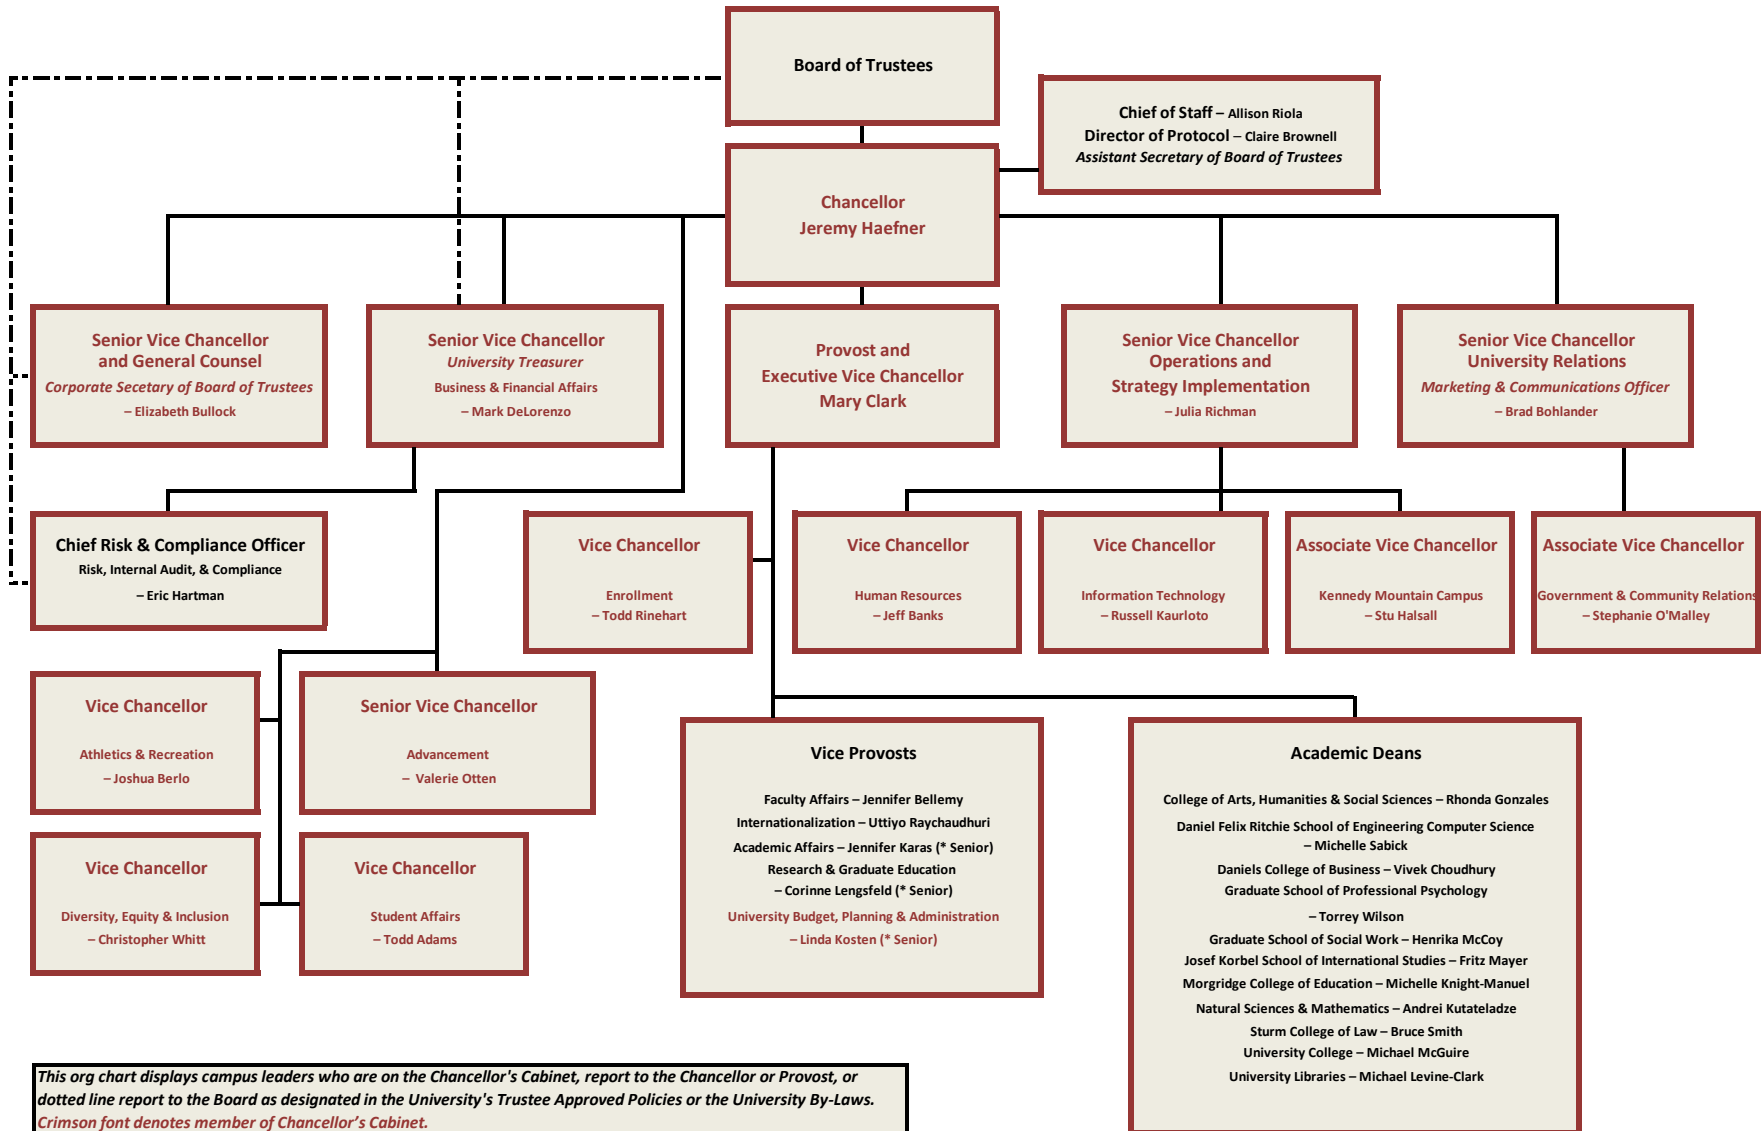 Board of Trustees
Chief of Staff – Allison Riola
Director of Protocol – Claire Brownell
Assistant Secretary of Board of Trustees
Chancellor
Jeremy Haefner
Senior Vice Chancellor
and General Counsel
Corporate Secetary of Board of Trustees
– Elizabeth Bullock
Senior Vice Chancellor
University Treasurer
Business & Financial Affairs
– Mark DeLorenzo
Provost and
Executive Vice Chancellor
Mary Clark
Senior Vice Chancellor
Operations and
Strategy Implementation
– Julia Richman
Senior Vice Chancellor
University Relations
Marketing & Communications Officer
– Brad Bohlander
Chief Risk & Compliance Officer
Risk, Internal Audit, & Compliance
– Eric Hartman
Vice Chancellor
Enrollment
– Todd Rinehart
Vice Chancellor
Human Resources
– Jeff Banks
Vice Chancellor
Information Technology
– Russell Kaurloto
Associate Vice Chancellor
Kennedy Mountain Campus
– Stu Halsall
Associate Vice Chancellor
Government & Community Relations
– Stephanie O'Malley
Vice Chancellor
Athletics & Recreation
– Joshua Berlo
Senior Vice Chancellor
Advancement
– Valerie Otten
Vice Chancellor
Diversity, Equity & Inclusion
– Christopher Whitt
Vice Chancellor
Student Affairs
– Todd Adams
Vice Provosts
Faculty Affairs – Jennifer Bellemy
Internationalization – Uttiyo Raychaudhuri
Academic Affairs – Jennifer Karas (* Senior)
Research & Graduate Education
– Corinne Lengsfeld (* Senior)
University Budget, Planning & Administration
– Linda Kosten (* Senior)
Academic Deans
College of Arts, Humanities & Social Sciences – Rhonda Gonzales
Daniel Felix Ritchie School of Engineering Computer Science
– Michelle Sabick
Daniels College of Business – Vivek Choudhury
Graduate School of Professional Psychology
– Torrey Wilson
Graduate School of Social Work – Henrika McCoy
Josef Korbel School of International Studies – Fritz Mayer
Morgridge College of Education – Michelle Knight-Manuel
Natural Sciences & Mathematics – Andrei Kutateladze
Sturm College of Law – Bruce Smith
University College – Michael McGuire
University Libraries – Michael Levine-Clark
This org chart displays campus leaders who are on the Chancellor's Cabinet, report to the Chancellor or Provost, or
dotted line report to the Board as designated in the University's Trustee Approved Policies or the University By-Laws.
Crimson font denotes member of Chancellor’s Cabinet.